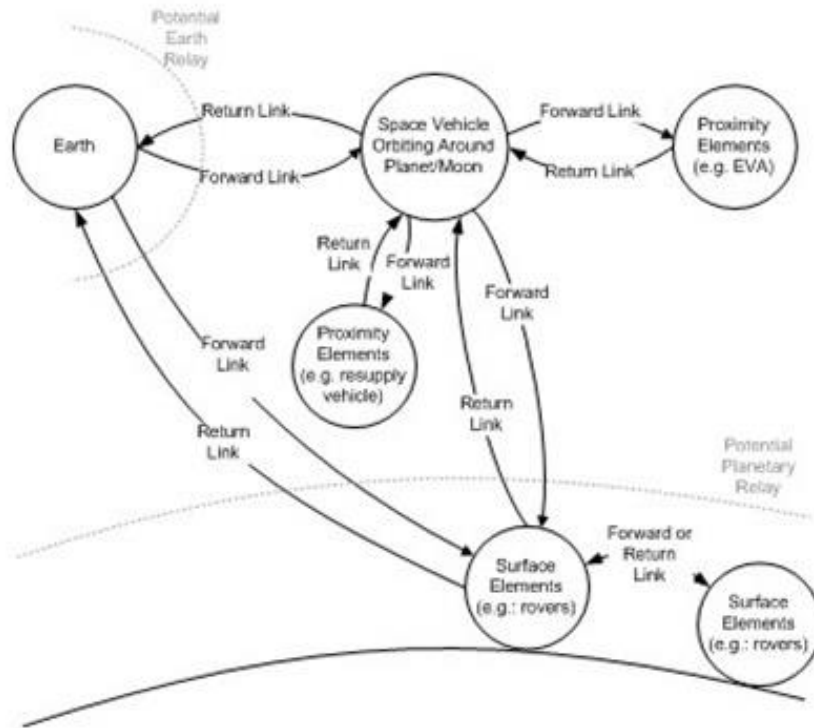 Potential
Earth
Relay
Earth
Return Link
Forward Link
Space Vehicle
Orbiting Around
Planet/Moon
Forward Link
Return Link
Proximity
Elements
(e.g. EVA)
Return
Link
Forward
Link
Forward
Link
Proximity
Elements
(e.g. resupply
vehicle)
Forward
Link
Return
Link
Return
Link
Potential
Planetary
Relay
Surface
Elements
(e.g.: rovers)
Forward or
Return
Link
Surface
Elements
(e.g.: rovers)